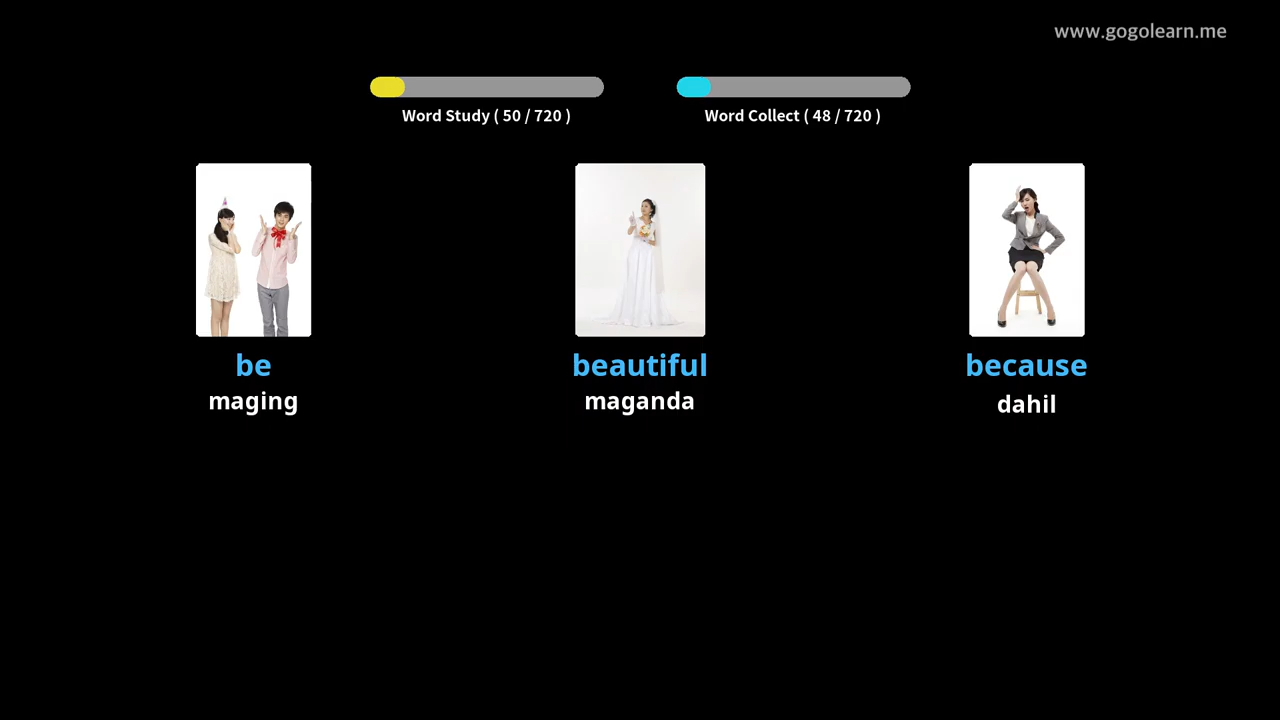 www.gogolearn.me
Word Study ( 50 / 720 )
Word Collect ( 48 / 720 )
be
maging
beautiful
maganda
because
dahil